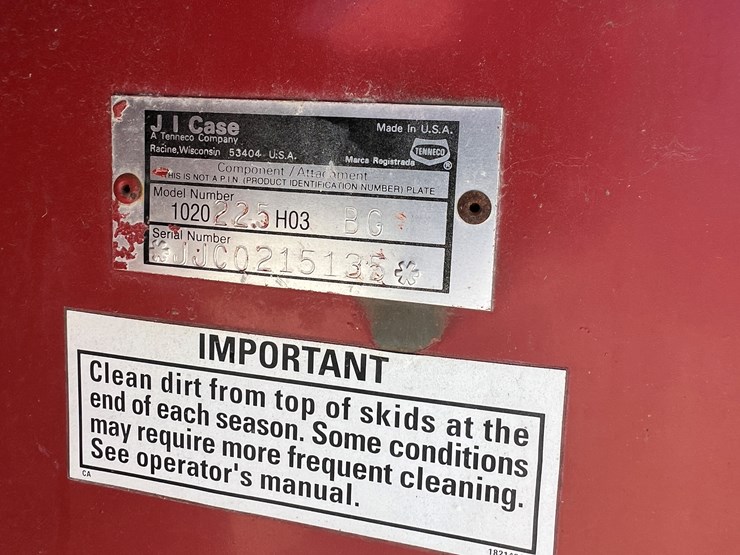 J I Case
A Tenneco Company
Racine, Wisconsin 53404 U.S.A.
Made In U.S.A.
TENNECO
Marca Registrada ®
Component / Attachment
THIS IS NOT A P.I.N. (PRODUCT IDENTIFICATION NUMBER) PLATE
Model Number
1020 22.5 H03 BG
Serial Number
*JJC0215135*
IMPORTANT
Clean dirt from top of skids at the
end of each season. Some conditions
may require more frequent cleaning.
See operator's manual.
CA